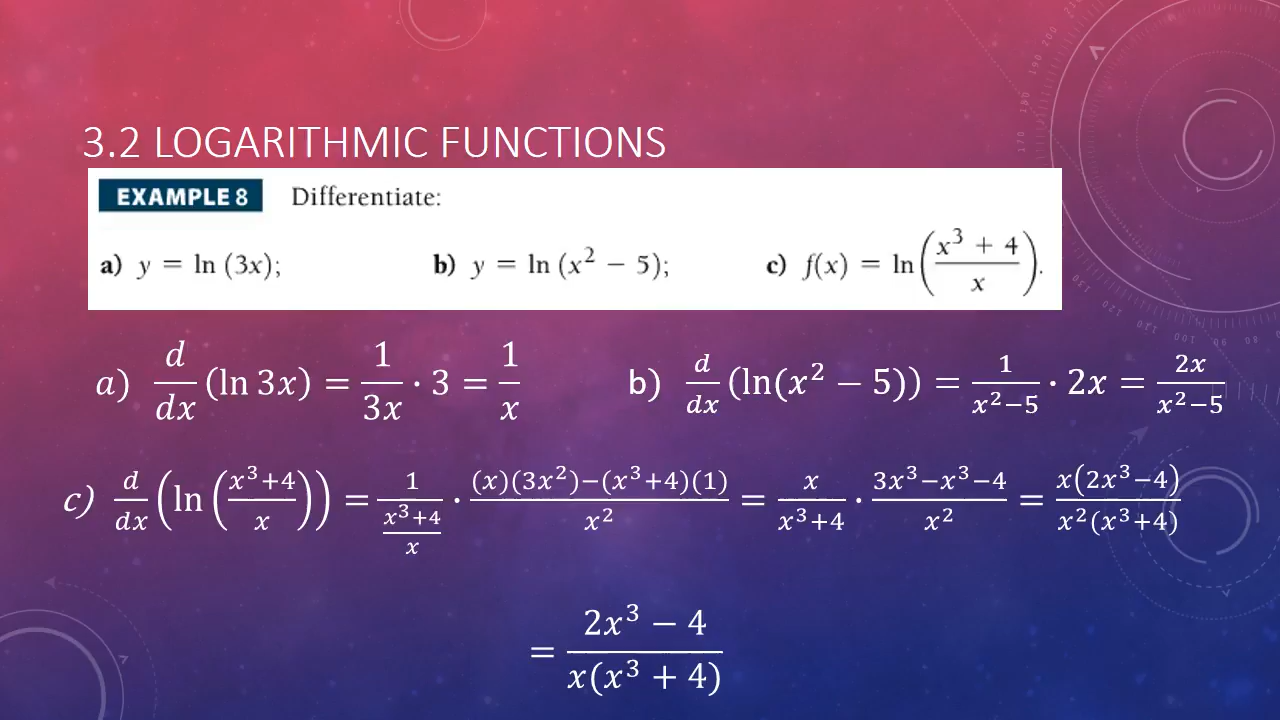 3.2 LOGARITHMIC FUNCTIONS
EXAMPLE 8 Differentiate:
a) y = ln (3x); b) y = ln (x² − 5); c) f(x) = ln((x³ + 4)/x).
a) d/dx (ln 3x) = 1/3x · 3 = 1/x b) d/dx (ln(x² − 5)) = 1/(x²−5) · 2x = 2x/(x²−5)
c) d/dx (ln((x³+4)/x)) = 1/((x³+4)/x) · ((x)(3x²)−(x³+4)(1))/x² = x/(x³+4) · (3x³−x³−4)/x² = x(2x³−4)/(x²(x³+4))
= (2x³ − 4)/(x(x³ + 4))